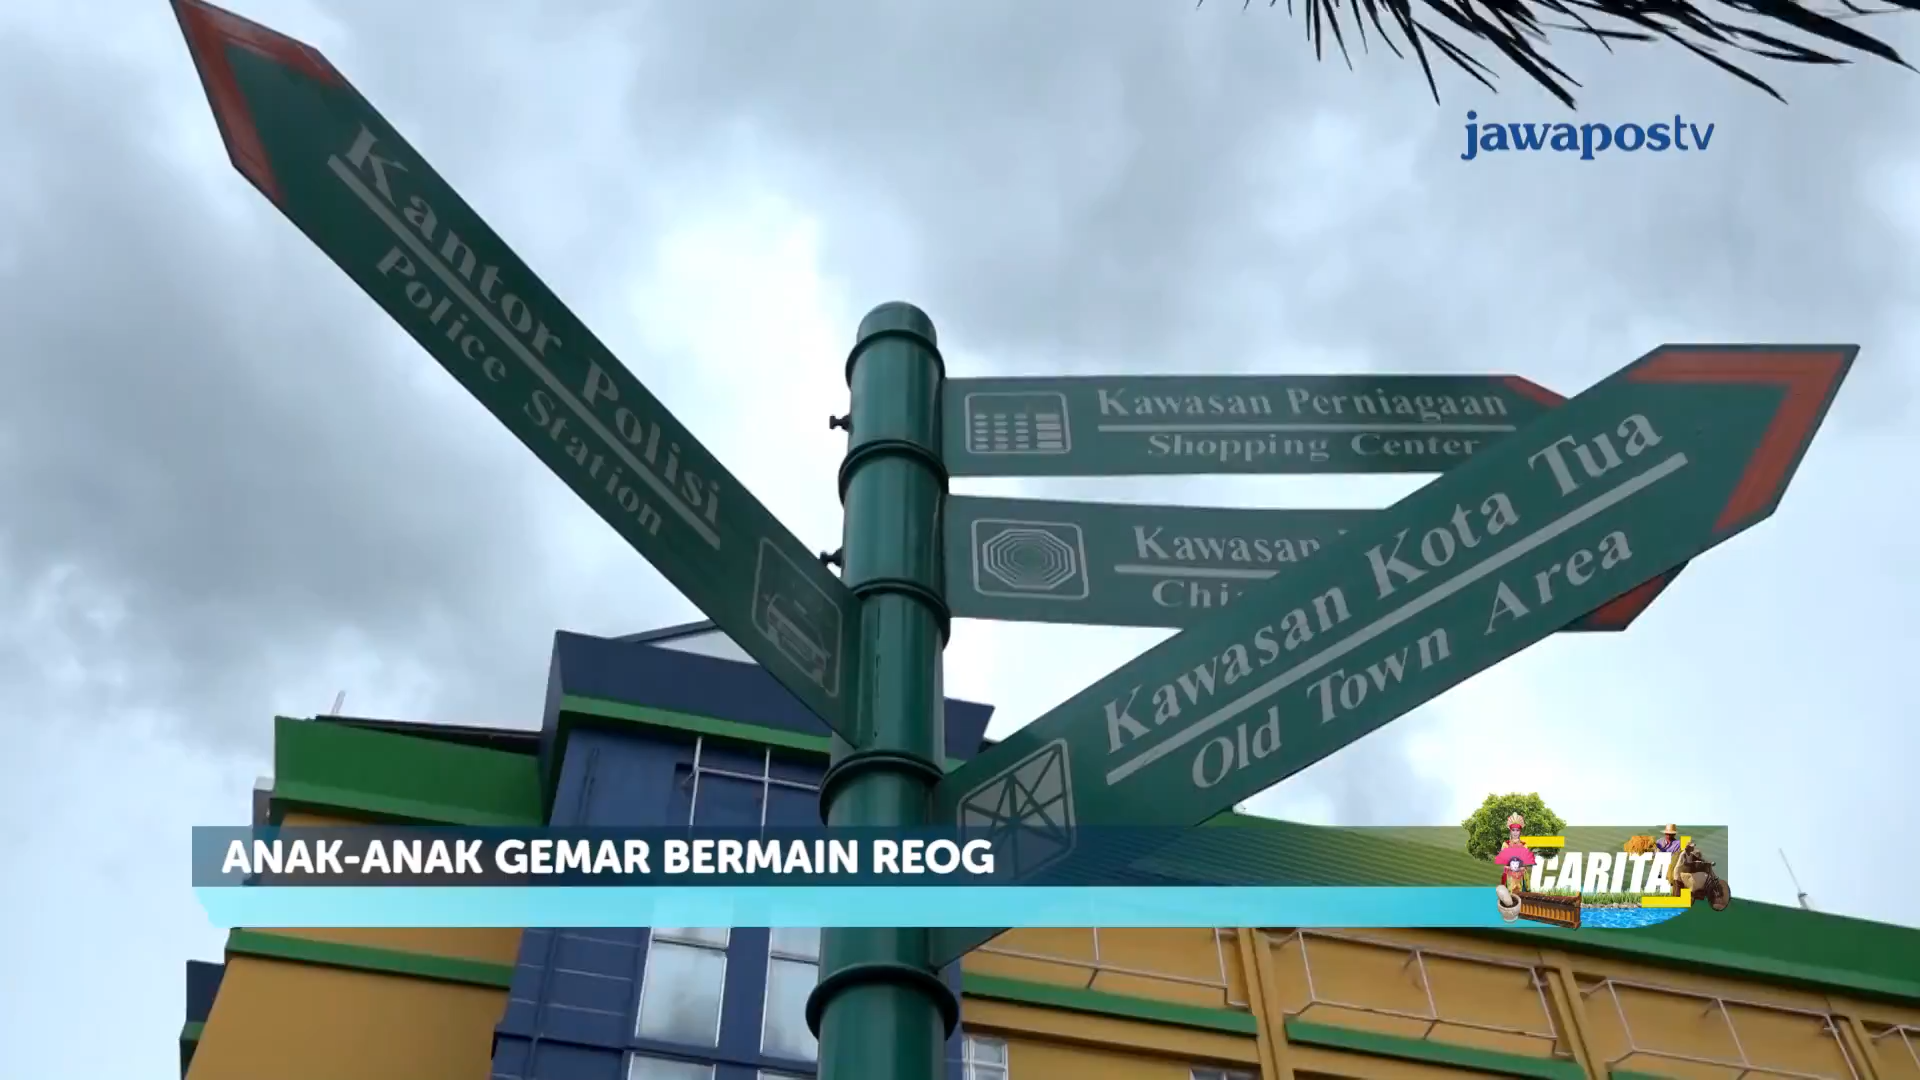 jawapostv
Kantor Polisi
Police Station
Kawasan Perniagaan
Shopping Center
Kawasan
Kawasan Kota Tua
Old Town Area
ANAK-ANAK GEMAR BERMAIN REOG
CARITA